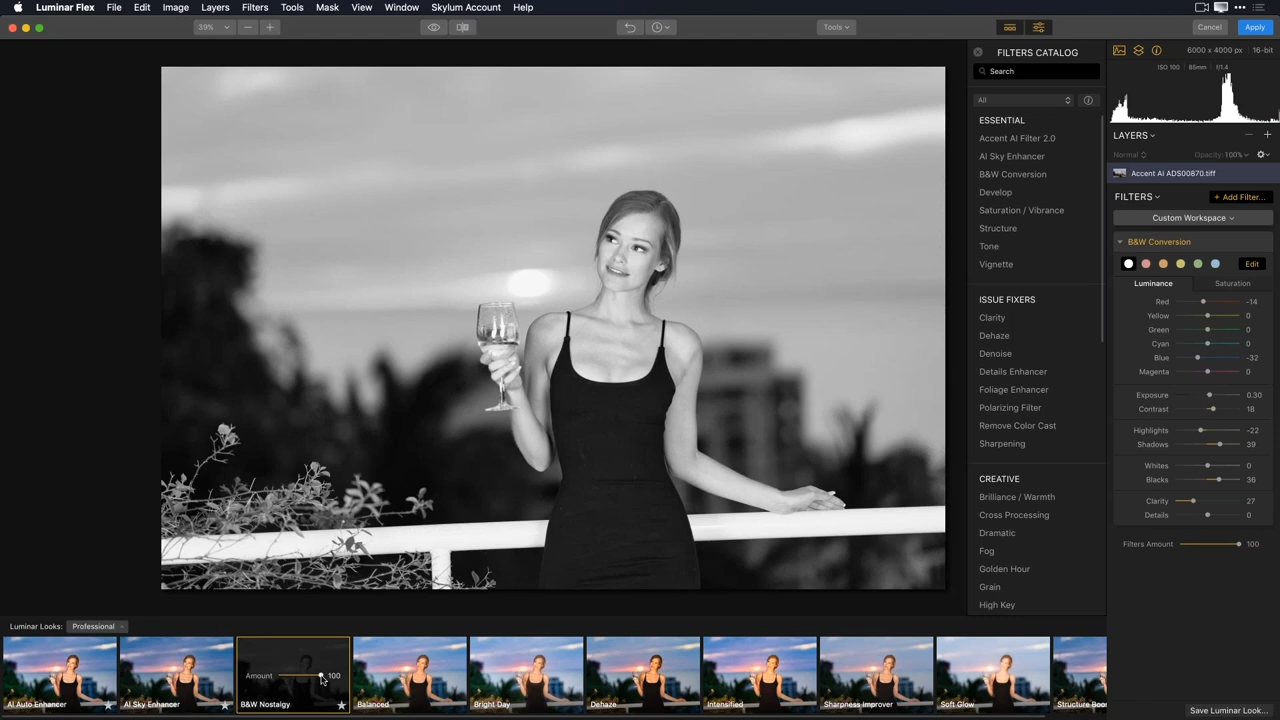 Luminar Flex File Edit Image Layers Filters Tools Mask View Window Skylum Account Help
39% Tools Cancel Apply
FILTERS CATALOG
Search
All
ESSENTIAL
Accent AI Filter 2.0
AI Sky Enhancer
B&W Conversion
Develop
Saturation / Vibrance
Structure
Tone
Vignette
ISSUE FIXERS
Clarity
Dehaze
Denoise
Details Enhancer
Foliage Enhancer
Polarizing Filter
Remove Color Cast
Sharpening
CREATIVE
Brilliance / Warmth
Cross Processing
Dramatic
Fog
Golden Hour
Grain
High Key
6000 x 4000 px 16-bit
ISO 100 85mm f/1.4
LAYERS
Normal Opacity: 100%
Accent AI ADS00870.tiff
FILTERS + Add Filter...
Custom Workspace
B&W Conversion
Edit
Luminance Saturation
Red -14
Yellow 0
Green 0
Cyan 0
Blue -32
Magenta 0
Exposure 0.30
Contrast 18
Highlights -22
Shadows 39
Whites 0
Blacks 36
Clarity 27
Details 0
Filters Amount 100
Luminar Looks: Professional
Amount 100
AI Auto Enhancer AI Sky Enhancer B&W Nostalgy Balanced Bright Day Dehaze Intensified Sharpness Improver Soft Glow Structure Boo
Save Luminar Look...